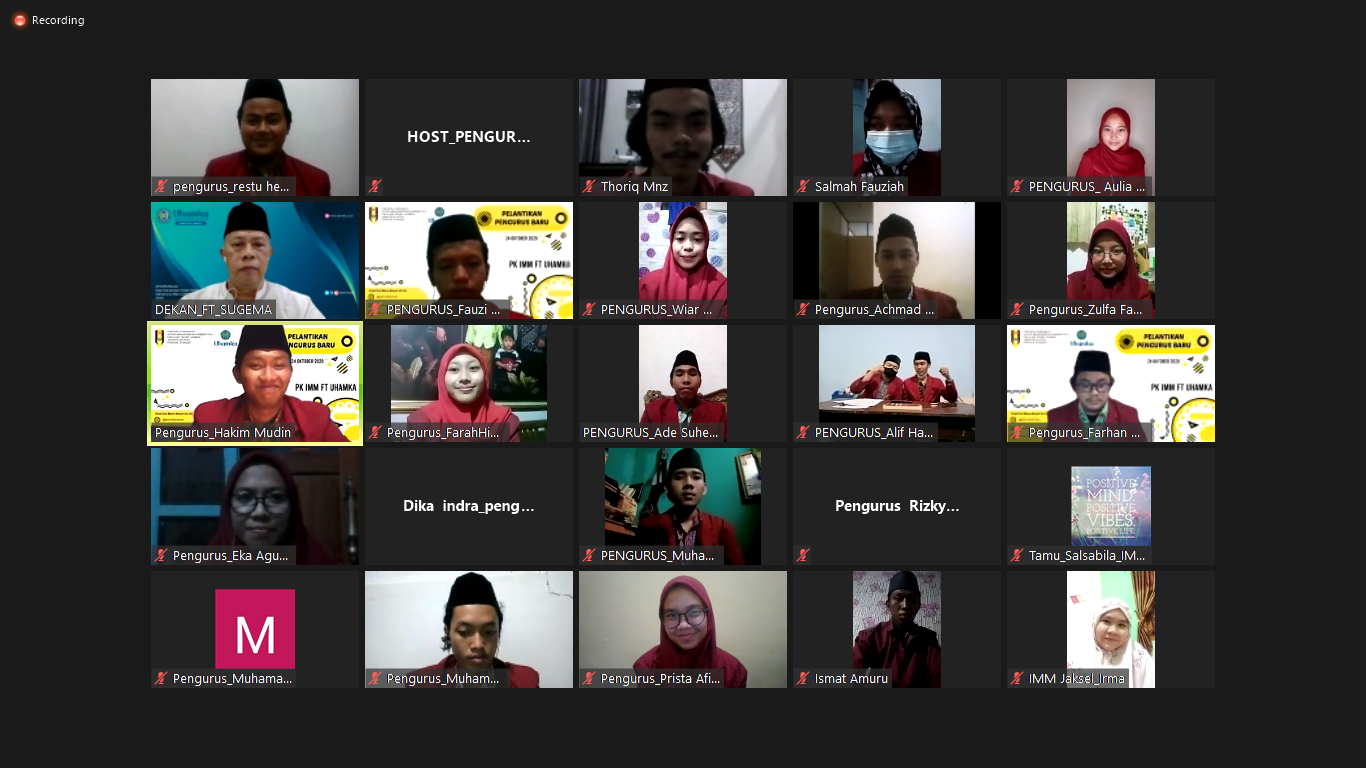 Recording
pengurus_restu he...
HOST_PENGUR...
Thoriq Mnz
Salmah Fauziah
PENGURUS_ Aulia ...
Uhamka
DEKAN_FT_SUGEMA
PELANTIKAN
PENGURUS BARU
24 OKTOBER 2020
PK IMM FT UHAMKA
PENGURUS_Fauzi ...
PENGURUS_Wiar ...
Pengurus_Achmad ...
Pengurus_Zulfa Fa...
Uhamka
PELANTIKAN
PENGURUS BARU
24 OKTOBER 2020
PK IMM FT UHAMKA
Pengurus_Hakim Mudin
Pengurus_FarahHi...
PENGURUS_Ade Suhe...
PENGURUS_Alif Ha...
Uhamka
PELANTIKAN
PENGURUS BARU
24 OKTOBER 2020
PK IMM FT UHAMKA
Pengurus_Farhan ...
Pengurus_Eka Agu...
Dika indra_peng...
PENGURUS_Muha...
Pengurus Rizky...
POSITIVE
MIND.
POSITIVE
VIBES.
POSITIVE LIFE.
Tamu_Salsabila_IM...
M
Pengurus_Muhama...
Pengurus_Muham...
Pengurus_Prista Afi...
Ismat Amuru
IMM Jaksel_Irma